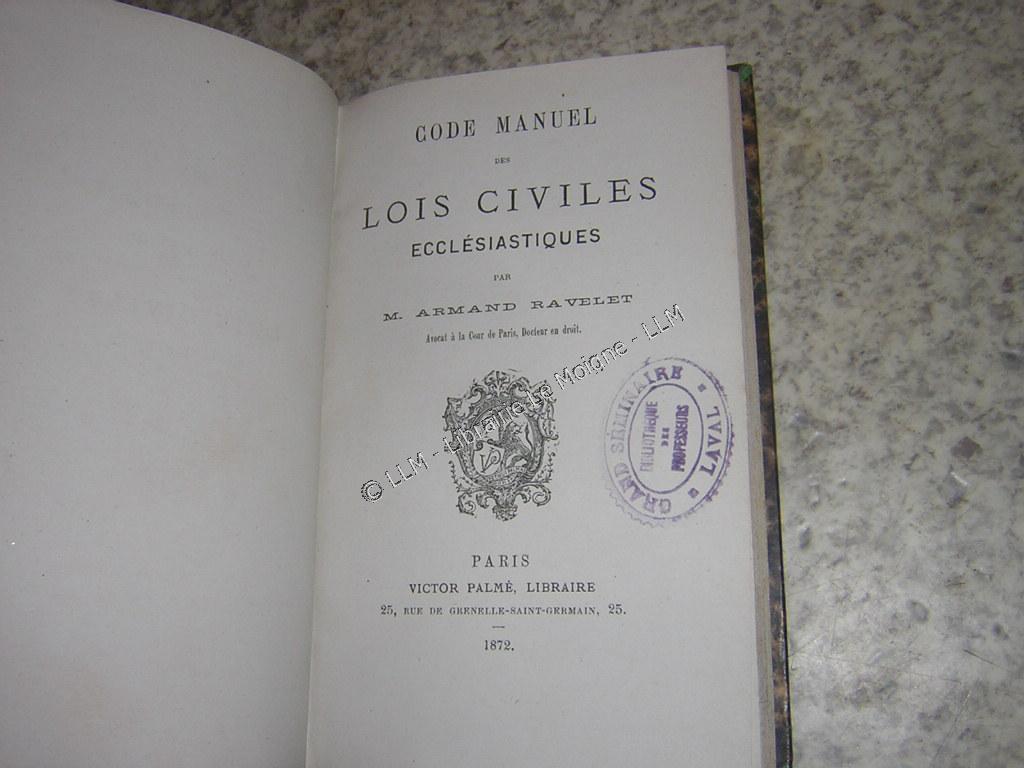 CODE MANUEL
DES
LOIS CIVILES
ECCLÉSIASTIQUES
PAR
M. ARMAND RAVELET
Avocat à la Cour de Paris, Docteur en droit.
© LLM - Librairie Le Moigne - LLM
GRAND SEMINAIRE * LAVAL *
BIBLIOTHEQUE
DES
PROFESSEURS
PARIS
VICTOR PALMÉ, LIBRAIRE
25, RUE DE GRENELLE-SAINT-GERMAIN, 25.
1872.